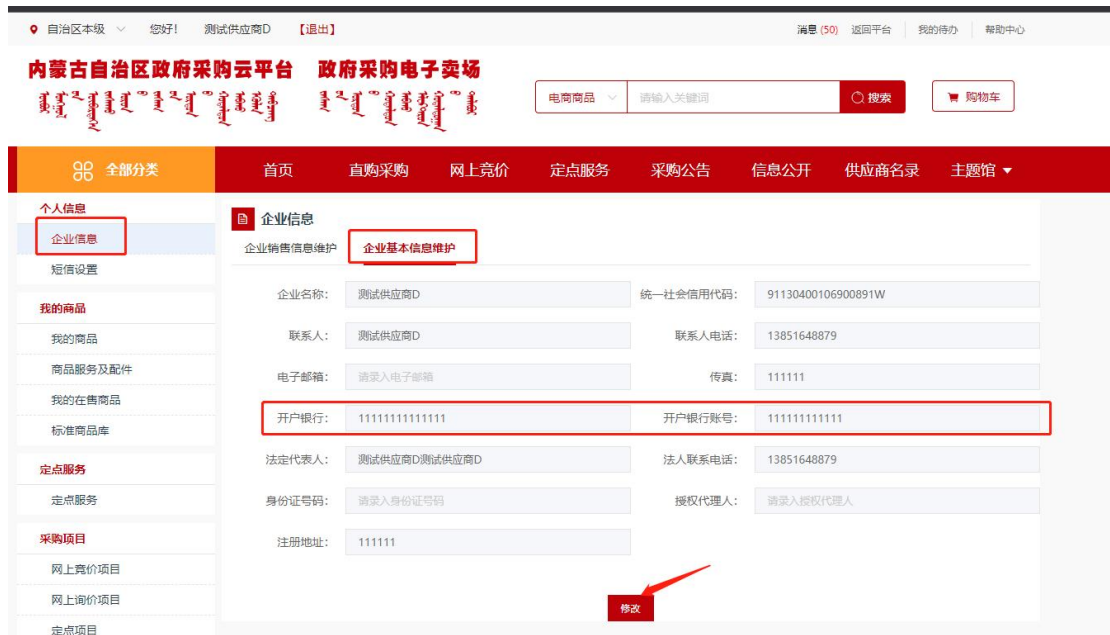 自治区本级 您好! 测试供应商D 【退出】 消息 (50) 返回平台 我的待办 帮助中心
内蒙古自治区政府采购云平台 政府采购电子卖场
电商商品 请输入关键词 搜索 购物车
全部分类 首页 直购采购 网上竞价 定点服务 采购公告 信息公开 供应商名录 主题馆
个人信息
企业信息
短信设置
我的商品
我的商品
商品服务及配件
我的在售商品
标准商品库
定点服务
定点服务
采购项目
网上竞价项目
网上询价项目
定点项目
企业信息
企业销售信息维护 企业基本信息维护
企业名称: 测试供应商D 统一社会信用代码: 91130400106900891W
联系人: 测试供应商D 联系人电话: 13851648879
电子邮箱: 请录入电子邮箱 传真: 111111
开户银行: 11111111111111 开户银行账号: 111111111111
法定代表人: 测试供应商D测试供应商D 法人联系电话: 13851648879
身份证号码: 请录入身份证号码 授权代理人: 请录入授权代理人
注册地址: 111111
修改